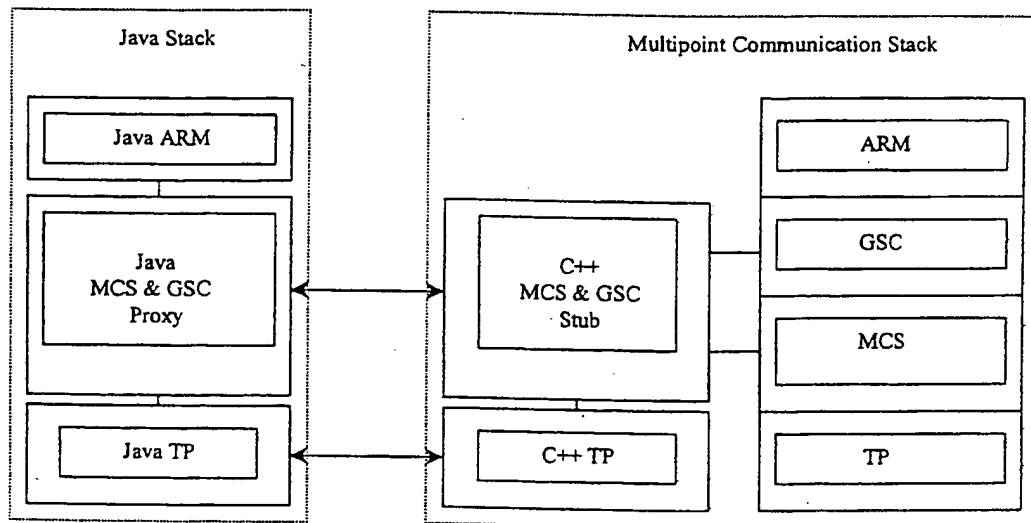 Java Stack
Multipoint Communication Stack
Java ARM
ARM
Java
MCS & GSC
Proxy
C++
MCS & GSC
Stub
GSC
MCS
Java TP
C++ TP
TP